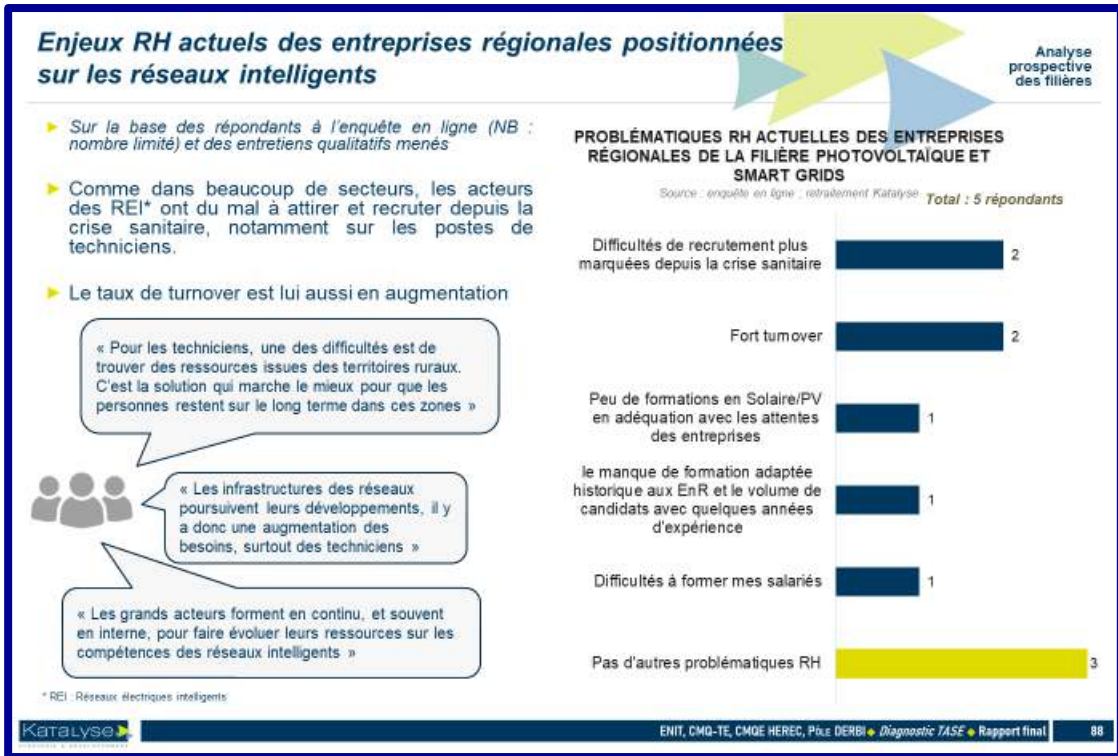 Enjeux RH actuels des entreprises régionales positionnées
sur les réseaux intelligents
Analyse
prospective
des filières
Sur la base des répondants à l'enquête en ligne (NB :
nombre limité) et des entretiens qualitatifs menés
Comme dans beaucoup de secteurs, les acteurs
des REI* ont du mal à attirer et recruter depuis la
crise sanitaire, notamment sur les postes de
techniciens.
Le taux de turnover est lui aussi en augmentation
« Pour les techniciens, une des difficultés est de
trouver des ressources issues des territoires ruraux.
C'est la solution qui marche le mieux pour que les
personnes restent sur le long terme dans ces zones »
« Les infrastructures des réseaux
poursuivent leurs développements, il y
a donc une augmentation des
besoins, surtout des techniciens »
« Les grands acteurs forment en continu, et souvent
en interne, pour faire évoluer leurs ressources sur les
compétences des réseaux intelligents »
* REI : Réseaux électriques intelligents
PROBLÉMATIQUES RH ACTUELLES DES ENTREPRISES
RÉGIONALES DE LA FILIÈRE PHOTOVOLTAÏQUE ET
SMART GRIDS
Source : enquête en ligne ; retraitement Katalyse
Total : 5 répondants
Difficultés de recrutement plus
marquées depuis la crise sanitaire
2
Fort turnover
2
Peu de formations en Solaire/PV
en adéquation avec les attentes
des entreprises
1
le manque de formation adaptée
historique aux EnR et le volume de
candidats avec quelques années
d'expérience
1
Difficultés à former mes salariés
1
Pas d'autres problématiques RH
3
KATALYSE
ENIT, CMQ-TE, CMQE HEREC, PÔLE DERBI ◆ Diagnostic TASE ◆ Rapport final
88